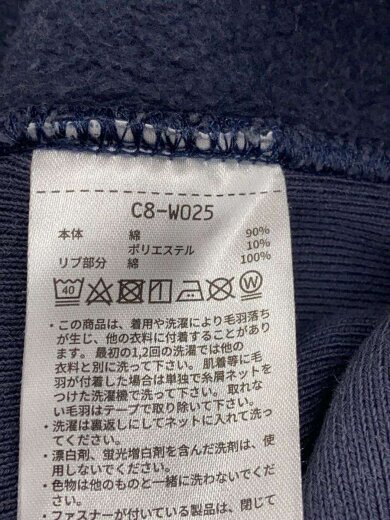 C8-W025
本体 綿 90%
ポリエステル 10%
リブ部分 綿 100%
40 W
・この商品は、着用や洗濯により毛羽落ち
が生じ、他の衣料に付着することがあり
ます。 最初の1,2回の洗濯では他の
衣料と別に洗って下さい。 肌着等に毛
羽が付着した場合は単独で糸屑ネットを
つけた洗濯機で洗って下さい。 取れな
い毛羽はテープで取り除いて下さい。
・洗濯は裏返しにしてネットに入れて洗っ
てください。
・漂白剤、蛍光増白剤を含んだ洗剤は、使
用しないでください。
・色物は他のものと一緒に洗わないでくだ
さい。
・ファスナーが付いている製品は、閉じて